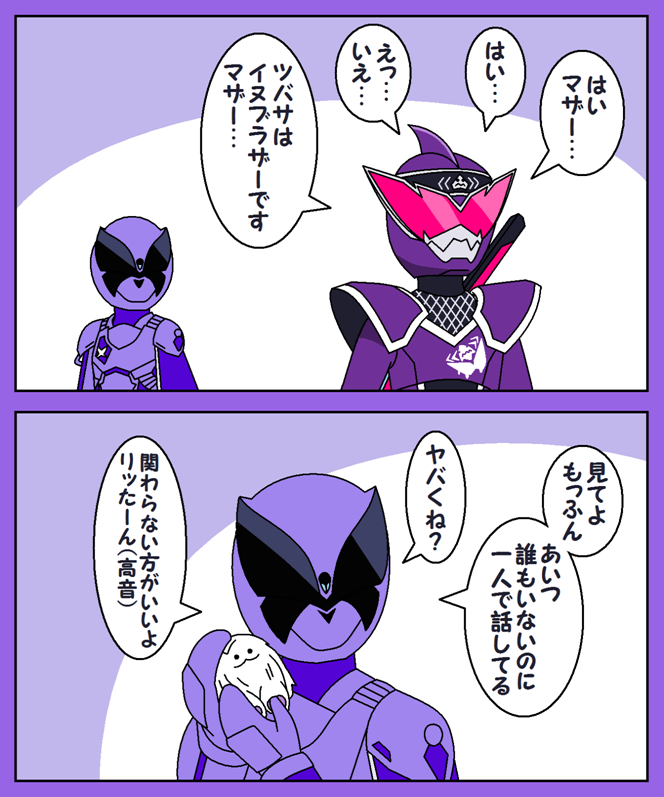 はい
マザー…
はい…
えっ…
いえ…
ツバサは
イヌブラザーです
マザー…
見てよ
もっふん
あいつ
誰もいないのに
一人で話してる
ヤバくね？
関わらない方がいいよ
リッたーん(高音)